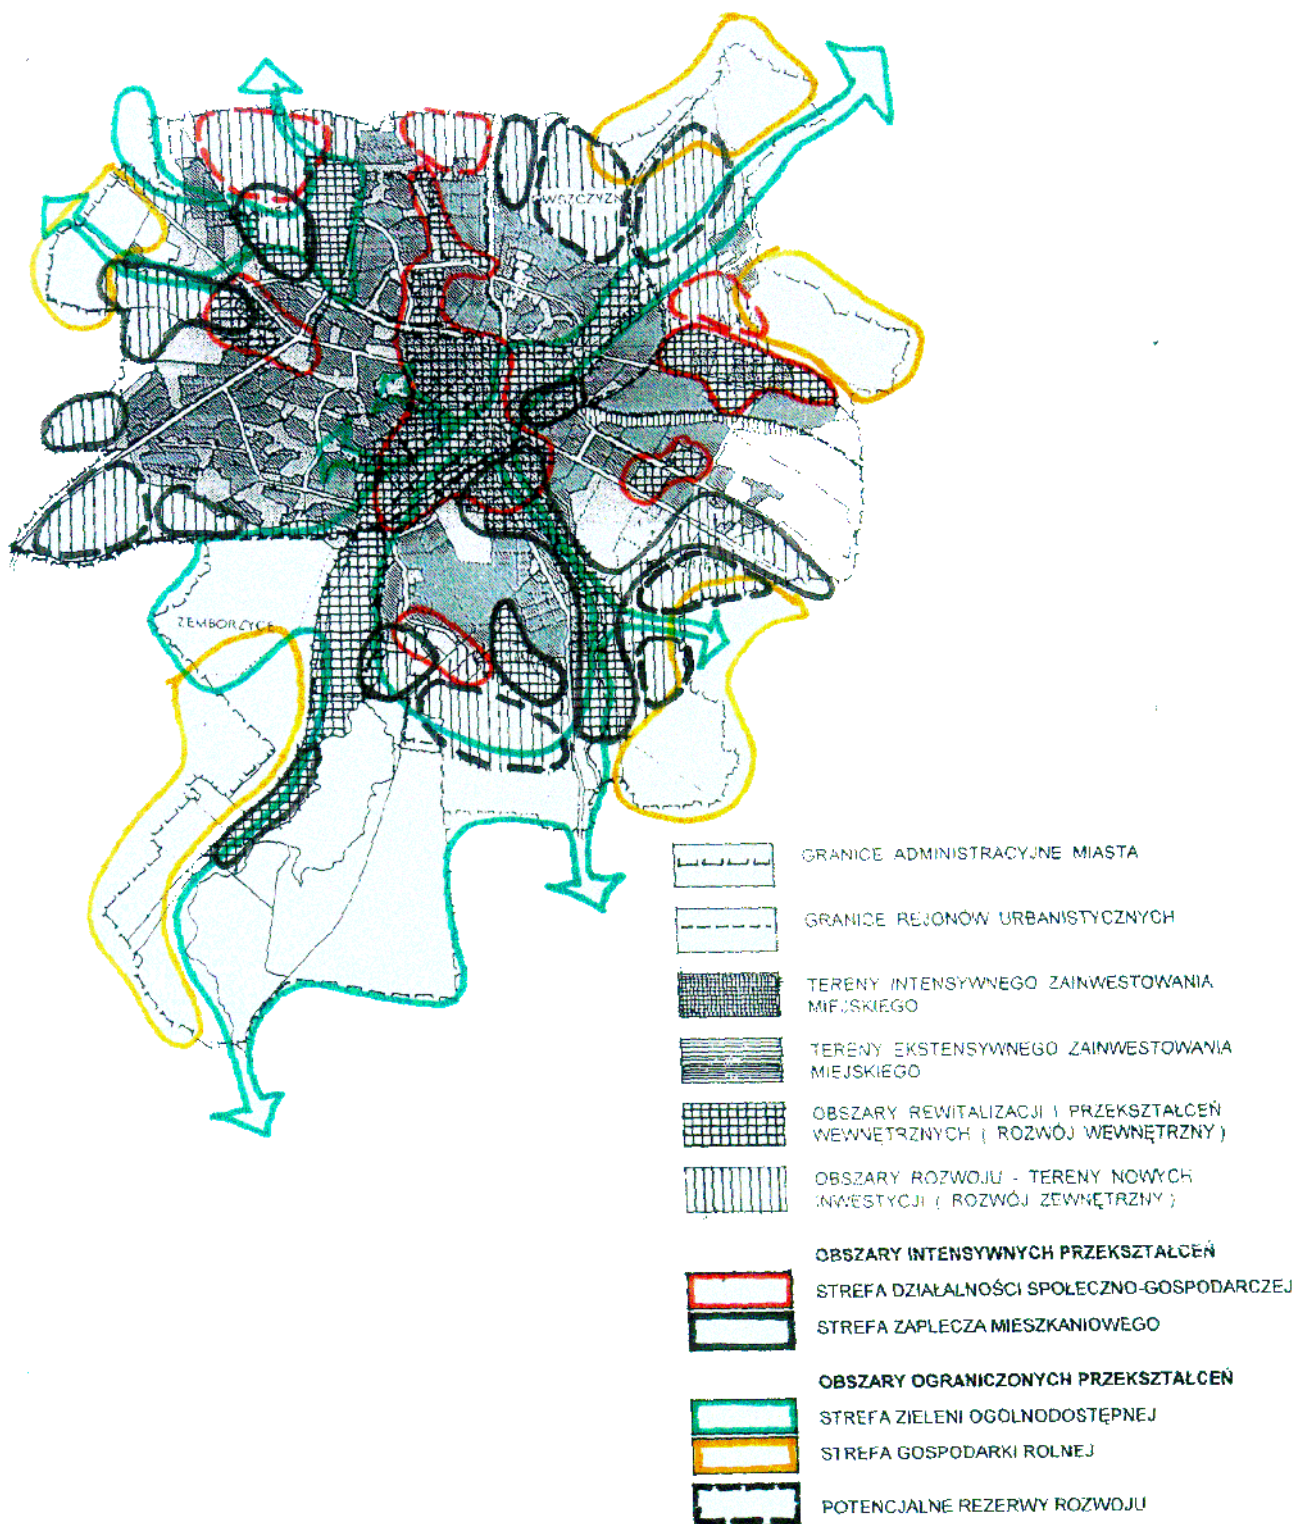 WSZCZYZN
ZEMBORZYCE
GRANICE ADMINISTRACYJNE MIASTA
GRANICE REJONÓW URBANISTYCZNYCH
TERENY INTENSYWNEGO ZAINWESTOWANIA
MIEJSKIEGO
TERENY EKSTENSYWNEGO ZAINWESTOWANIA
MIEJSKIEGO
OBSZARY REWITALIZACJI I PRZEKSZTAŁCEŃ
WEWNĘTRZNYCH ( ROZWÓJ WEWNĘTRZNY )
OBSZARY ROZWOJU - TERENY NOWYCH
INWESTYCJI ( ROZWÓJ ZEWNĘTRZNY )
OBSZARY INTENSYWNYCH PRZEKSZTAŁCEŃ
STREFA DZIAŁALNOŚCI SPOŁECZNO-GOSPODARCZEJ
STREFA ZAPLECZA MIESZKANIOWEGO
OBSZARY OGRANICZONYCH PRZEKSZTAŁCEŃ
STREFA ZIELENI OGÓLNODOSTĘPNEJ
STREFA GOSPODARKI ROLNEJ
POTENCJALNE REZERWY ROZWOJU